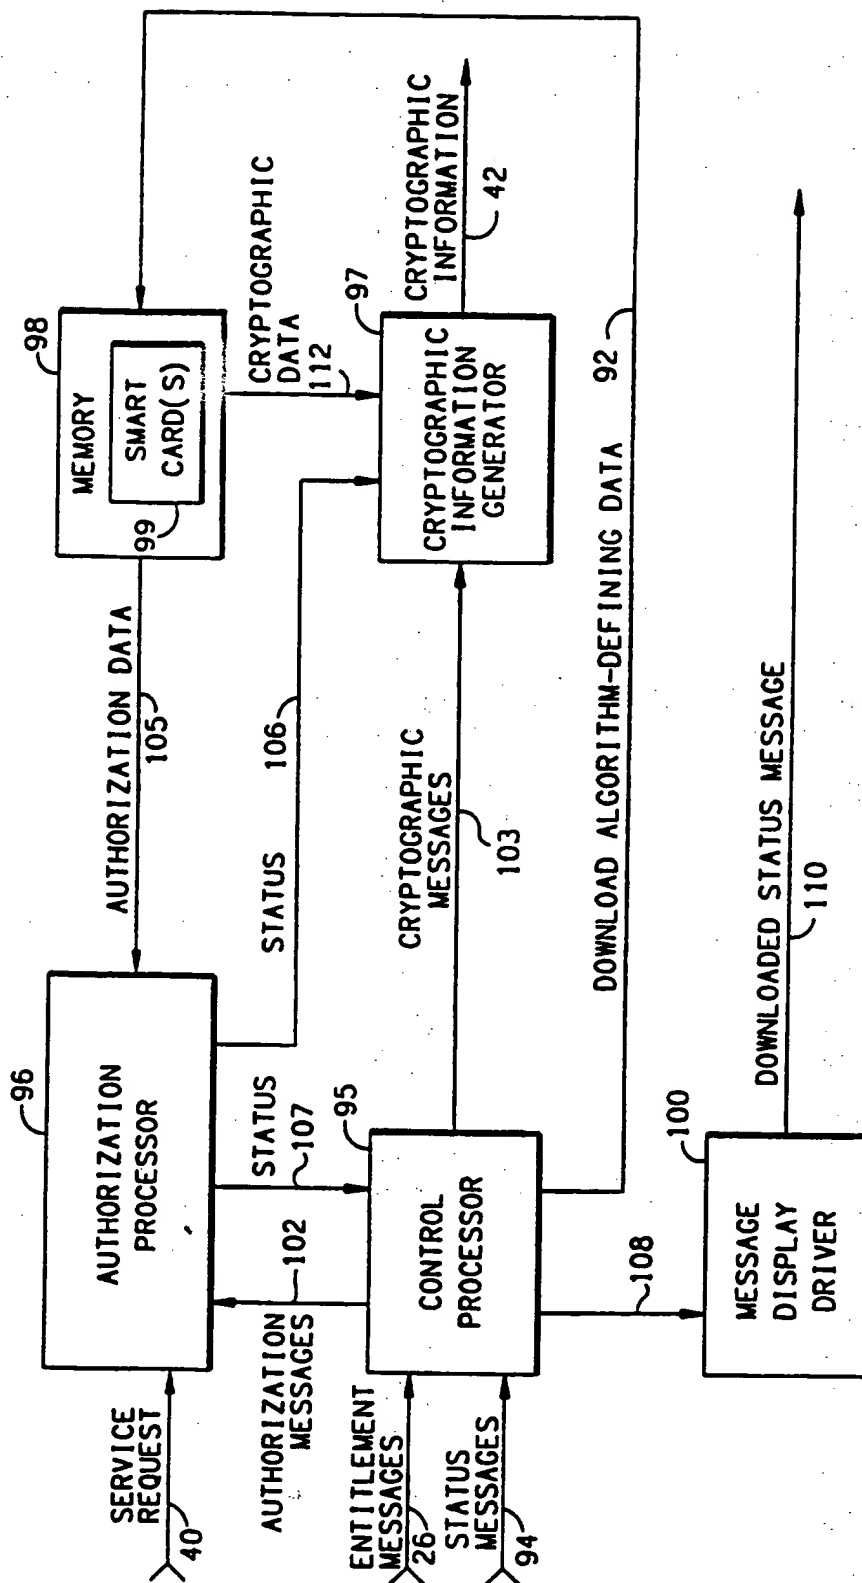 SERVICE
REQUEST
40
96
AUTHORIZATION
PROCESSOR
AUTHORIZATION DATA
105
98
MEMORY
SMART
CARD(S)
99
AUTHORIZATION
MESSAGES
102
STATUS
107
STATUS
106
CRYPTOGRAPHIC
DATA
112
ENTITLEMENT
MESSAGES
26
STATUS
MESSAGES
94
95
CONTROL
PROCESSOR
CRYPTOGRAPHIC
MESSAGES
103
97
CRYPTOGRAPHIC
INFORMATION
GENERATOR
CRYPTOGRAPHIC
INFORMATION
42
DOWNLOAD ALGORITHM-DEFINING DATA
92
108
100
MESSAGE
DISPLAY
DRIVER
DOWNLOADED STATUS MESSAGE
110